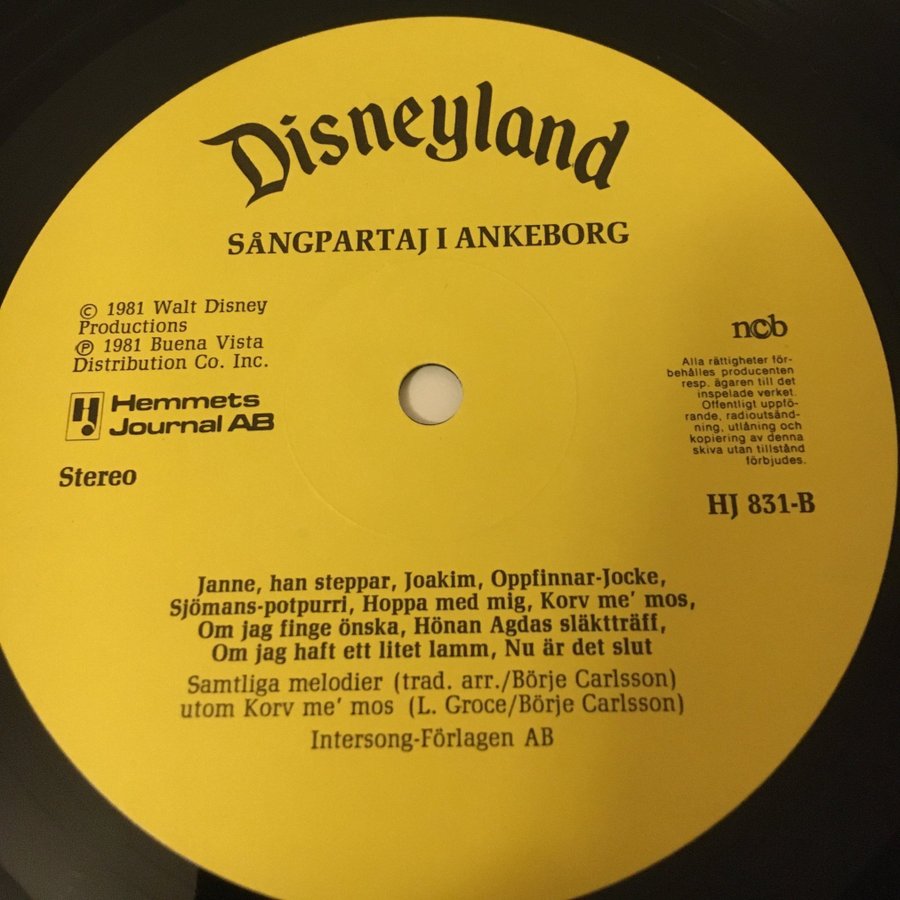 Disneyland
SÅNGPARTAJ I ANKEBORG
© 1981 Walt Disney
Productions
℗ 1981 Buena Vista
Distribution Co. Inc.
H Hemmets
Journal AB
Stereo
ncb
Alla rättigheter för-
behålles producenten
resp. ägaren till det
inspelade verket.
Offentligt uppfö-
rande, radioutsänd-
ning, utlåning och
kopiering av denna
skiva utan tillstånd
förbjudes.
HJ 831-B
Janne, han steppar, Joakim, Oppfinnar-Jocke,
Sjömans-potpurri, Hoppa med mig, Korv me' mos,
Om jag finge önska, Hönan Agdas släktträff,
Om jag haft ett litet lamm, Nu är det slut
Samtliga melodier (trad. arr./Börje Carlsson)
utom Korv me' mos (L. Groce/Börje Carlsson)
Intersong-Förlagen AB